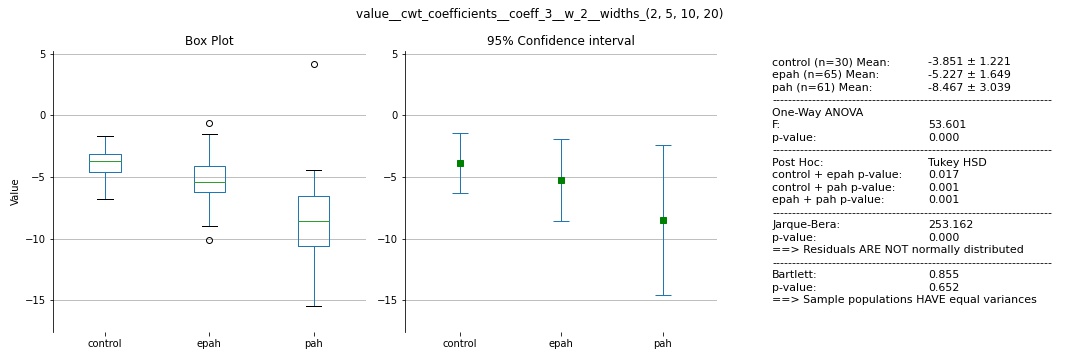 value__cwt_coefficients__coeff_3__w_2__widths_(2, 5, 10, 20)
Box Plot
Value
5
0
−5
−10
−15
control epah pah
95% Confidence interval
5
0
−5
−10
−15
control epah pah
control (n=30) Mean: -3.851 ± 1.221
epah (n=65) Mean: -5.227 ± 1.649
pah (n=61) Mean: -8.467 ± 3.039
One-Way ANOVA
F: 53.601
p-value: 0.000
Post Hoc: Tukey HSD
control + epah p-value: 0.017
control + pah p-value: 0.001
epah + pah p-value: 0.001
Jarque-Bera: 253.162
p-value: 0.000
==> Residuals ARE NOT normally distributed
Bartlett: 0.855
p-value: 0.652
==> Sample populations HAVE equal variances